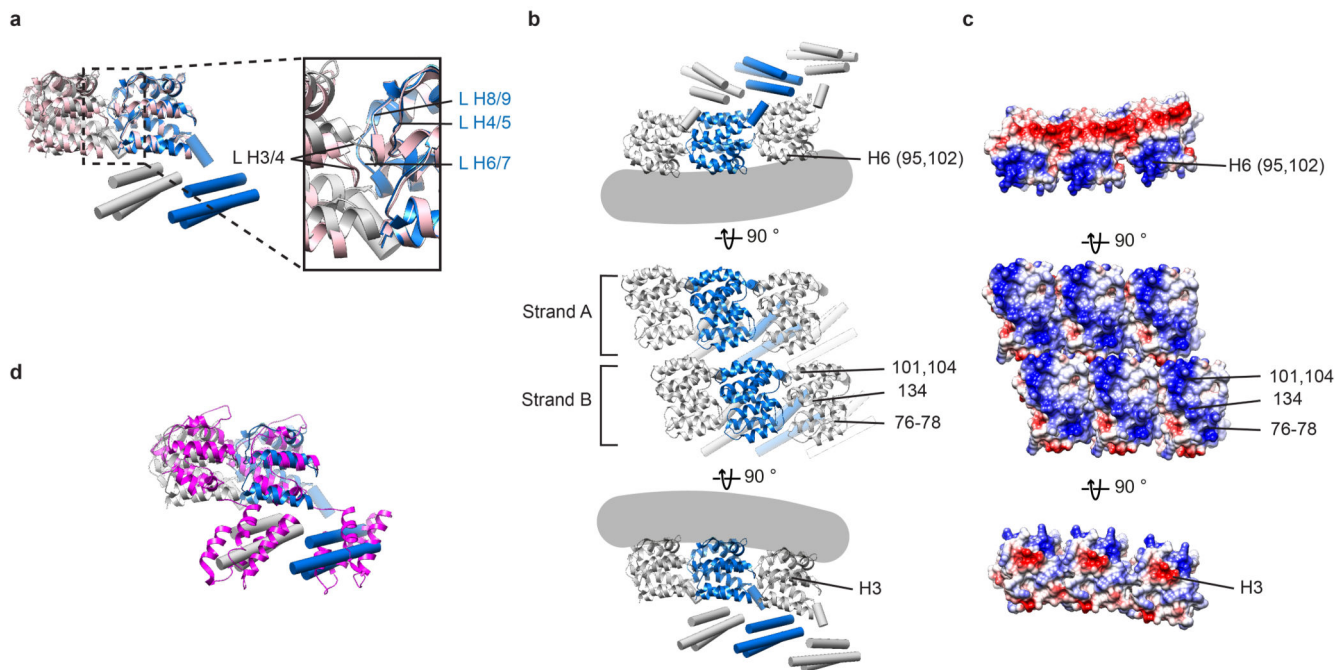 a
L H8/9
L H4/5
L H3/4
L H6/7
b
H6 (95,102)
90 °
Strand A
Strand B
101,104
134
76-78
90 °
H3
c
H6 (95,102)
90 °
101,104
134
76-78
90 °
H3
d